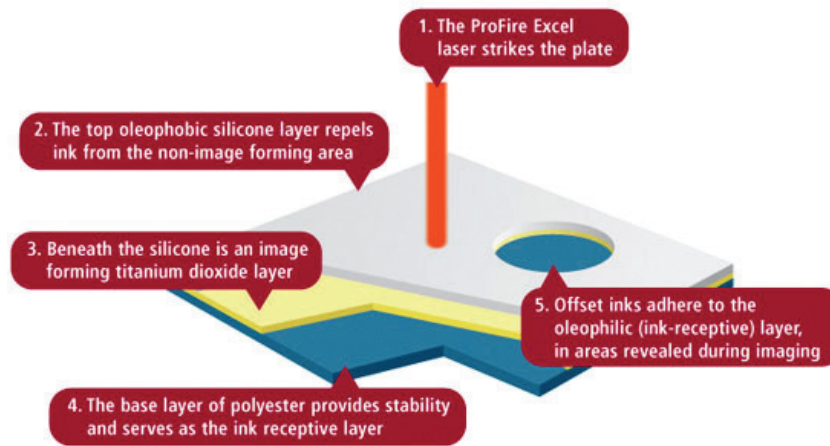 1. The ProFire Excel
laser strikes the plate
2. The top oleophobic silicone layer repels
ink from the non-image forming area
3. Beneath the silicone is an image
forming titanium dioxide layer
5. Offset inks adhere to the
oleophilic (ink-receptive) layer,
in areas revealed during imaging
4. The base layer of polyester provides stability
and serves as the ink receptive layer